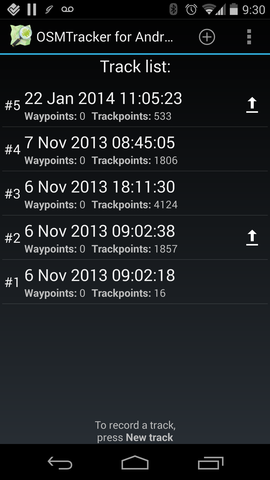 9:30
OSMTracker for Andr...
Track list:
#5 22 Jan 2014 11:05:23
Waypoints: 0 Trackpoints: 533
#4 7 Nov 2013 08:45:05
Waypoints: 0 Trackpoints: 1806
#3 6 Nov 2013 18:11:30
Waypoints: 0 Trackpoints: 4124
#2 6 Nov 2013 09:02:38
Waypoints: 0 Trackpoints: 1857
#1 6 Nov 2013 09:02:18
Waypoints: 0 Trackpoints: 16
To record a track,
press New track